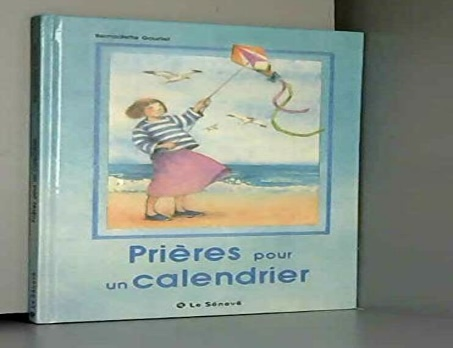 Bernadette Gourlet
Prières pour
un calendrier
Le Sénevé